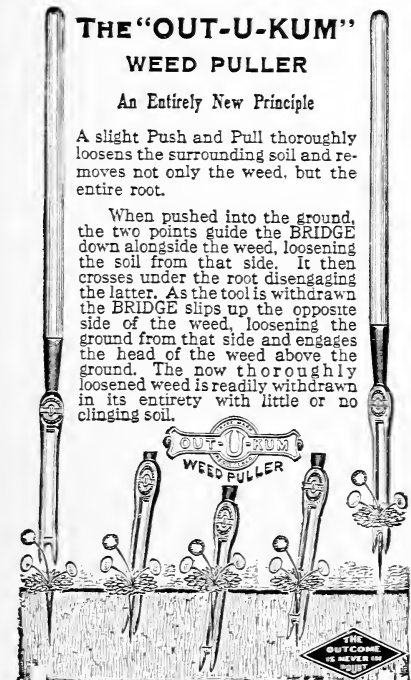 THE "OUT-U-KUM"
WEED PULLER
An Entirely New Principle
A slight Push and Pull thoroughly
loosens the surrounding soil and re-
moves not only the weed, but the
entire root.
When pushed into the ground,
the two points guide the BRIDGE
down alongside the weed, loosening
the soil from that side. It then
crosses under the root disengaging
the latter. As the tool is withdrawn
the BRIDGE slips up the opposite
side of the weed, loosening the
ground from that side and engages
the head of the weed above the
ground. The now thoroughly
loosened weed is readily withdrawn
in its entirety with little or no
clinging soil.
OUT-U-KUM
WEED PULLER
THE
OUTCOME
IS NEVER IN
DOUBT